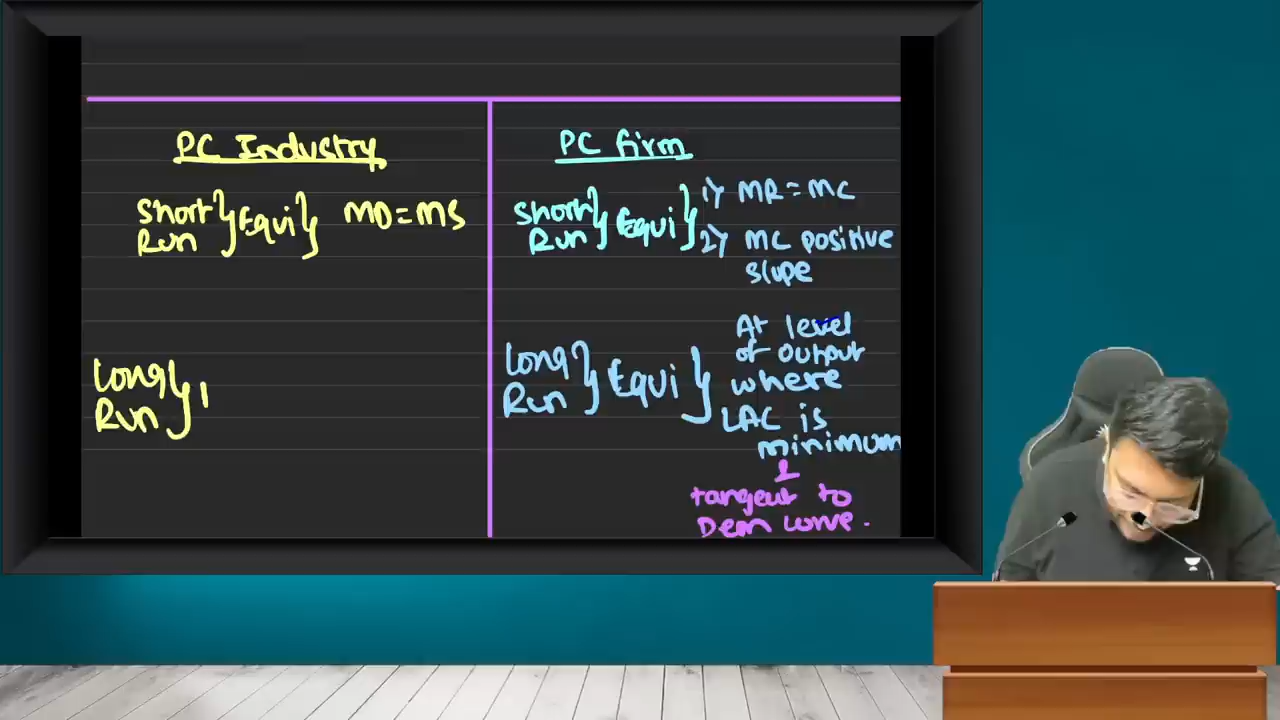 PC Industry
Short
Run } Equi } MD = MS
Long
Run }
PC Firm
Short
Run } Equi } 1) MR = MC
2) MC positive
slope
Long
Run } Equi }
At level
of output
where
LAC is
minimum
&
tangent to
Dem curve.